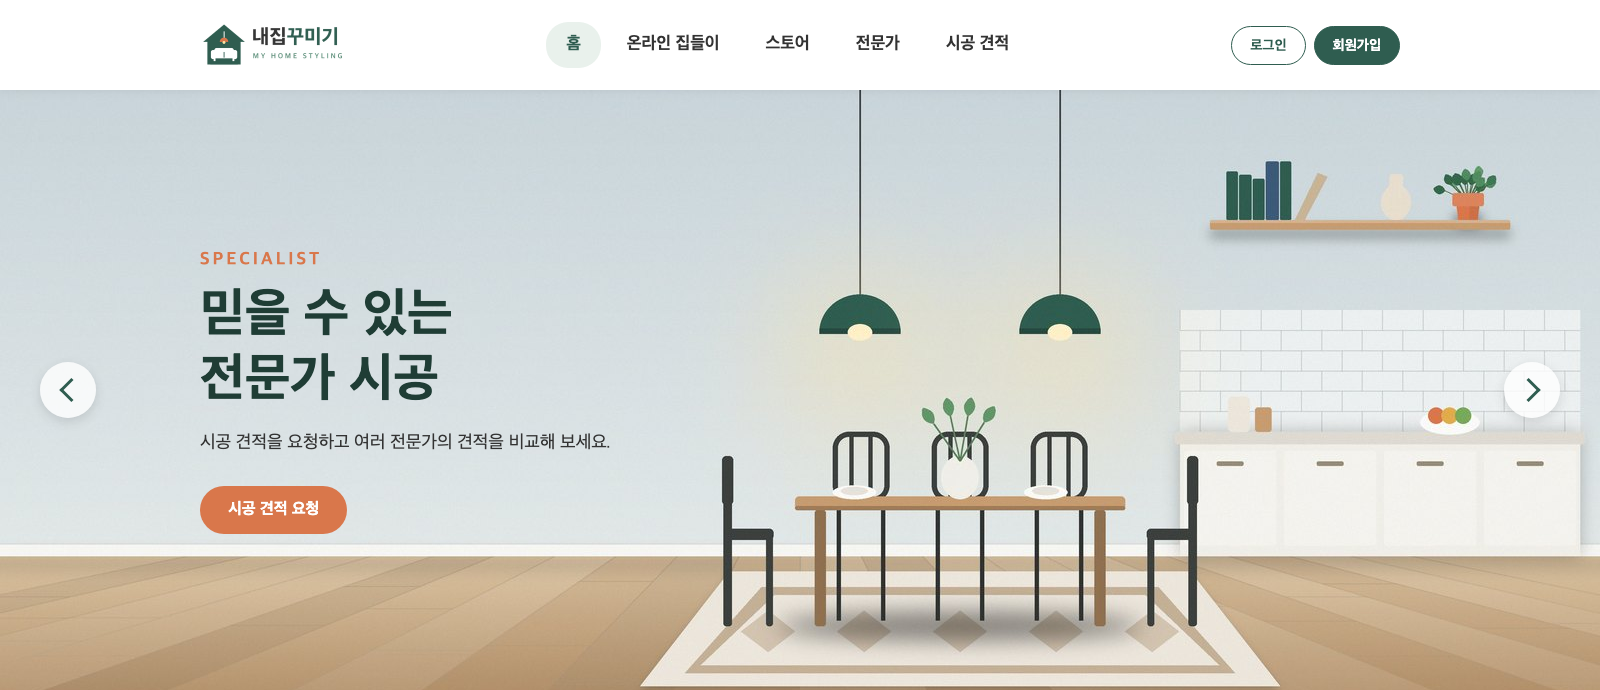 내집꾸미기
MY HOME STYLING
홈
온라인 집들이
스토어
전문가
시공 견적
로그인
회원가입
SPECIALIST
믿을 수 있는
전문가 시공
시공 견적을 요청하고 여러 전문가의 견적을 비교해 보세요.
시공 견적 요청